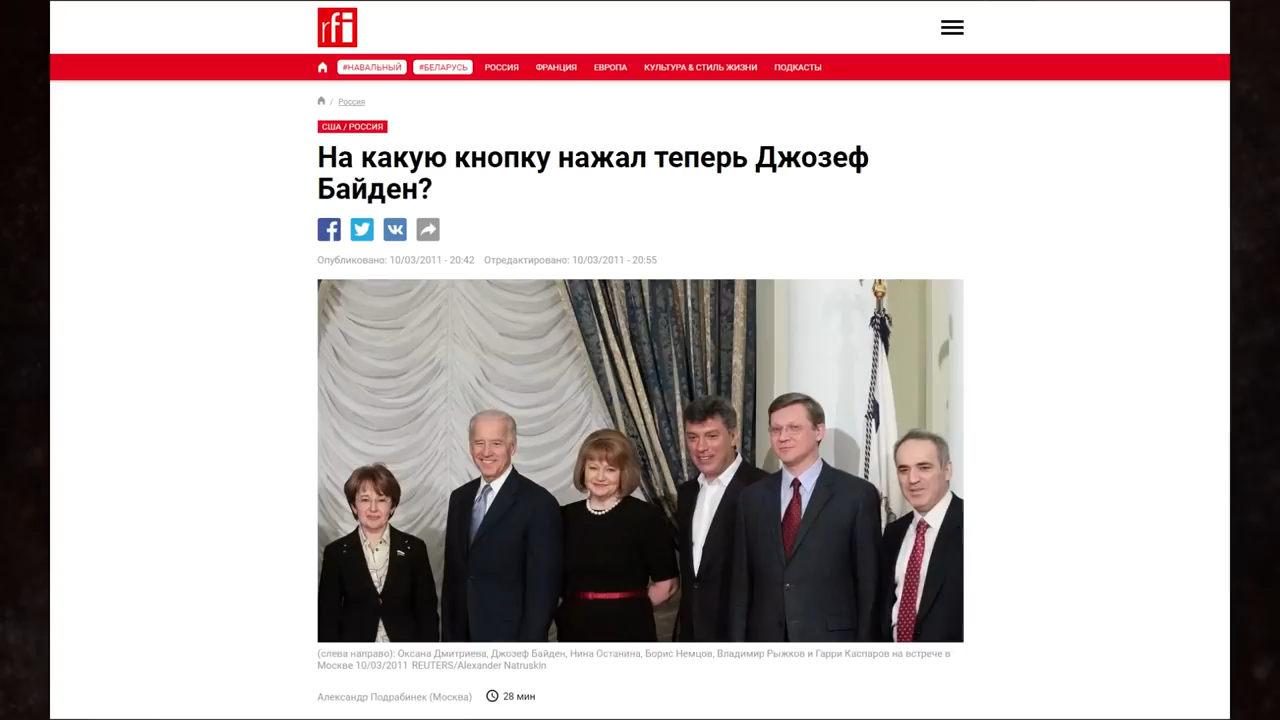 rfi
#НАВАЛЬНЫЙ #БЕЛАРУСЬ РОССИЯ ФРАНЦИЯ ЕВРОПА КУЛЬТУРА & СТИЛЬ ЖИЗНИ ПОДКАСТЫ
/ Россия
США / РОССИЯ
На какую кнопку нажал теперь Джозеф
Байден?
Опубликовано: 10/03/2011 - 20:42 Отредактировано: 10/03/2011 - 20:55
(слева направо): Оксана Дмитриева, Джозеф Байден, Нина Останина, Борис Немцов, Владимир Рыжков и Гарри Каспаров на встрече в
Москве 10/03/2011 REUTERS/Alexander Natruskin
Александр Подрабинек (Москва) 28 мин